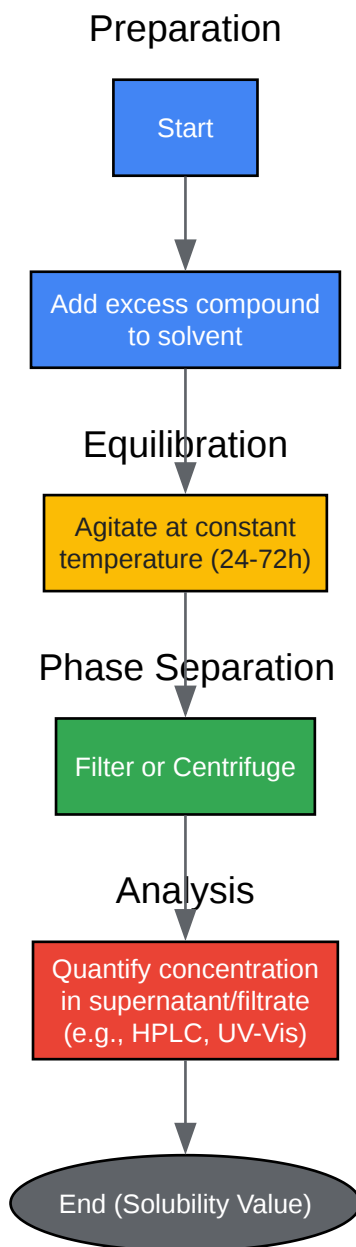 Preparation
Start
Add excess compound
to solvent
Equilibration
Agitate at constant
temperature (24-72h)
Phase Separation
Filter or Centrifuge
Analysis
Quantify concentration
in supernatant/filtrate
(e.g., HPLC, UV-Vis)
End (Solubility Value)